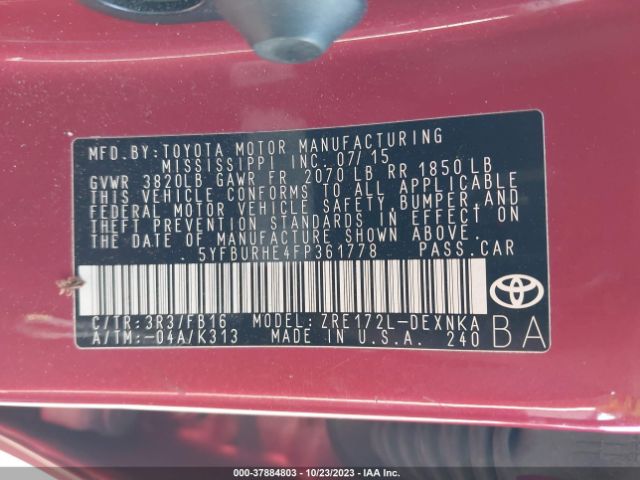 MFD. BY: TOYOTA MOTOR MANUFACTURING
MISSISSIPPI INC. 07/15
GVWR 3820LB GAWR FR 2070 LB RR 1850 LB
THIS VEHICLE CONFORMS TO ALL APPLICABLE
FEDERAL MOTOR VEHICLE SAFETY, BUMPER, AND
THEFT PREVENTION STANDARDS IN EFFECT ON
THE DATE OF MANUFACTURE SHOWN ABOVE.
5YFBURHE4FP361778 PASS. CAR
C/TR: 3R3/FB16 MODEL: ZRE172L-DEXNKA
A/TM: -04A/K313 MADE IN U.S.A. 240
BA
000-37884803 - 10/23/2023 - IAA Inc.